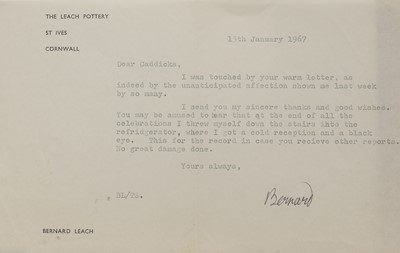 THE LEACH POTTERY
ST IVES
CORNWALL
19th January 1967
Dear Caddicks,
I was touched by your warm letter, as
indeed by the unanticipated affection shown me last week
by so many.
I send you my sincere thanks and good wishes.
You may be amused to hear that at the end of all the
celebrations I threw myself down the stairs into the
refridgerator, where I got a cold reception and a black
eye. This for the record in case you recieve other reports.
No great damage done.
Yours always,
Bernard
BL/TS.
BERNARD LEACH